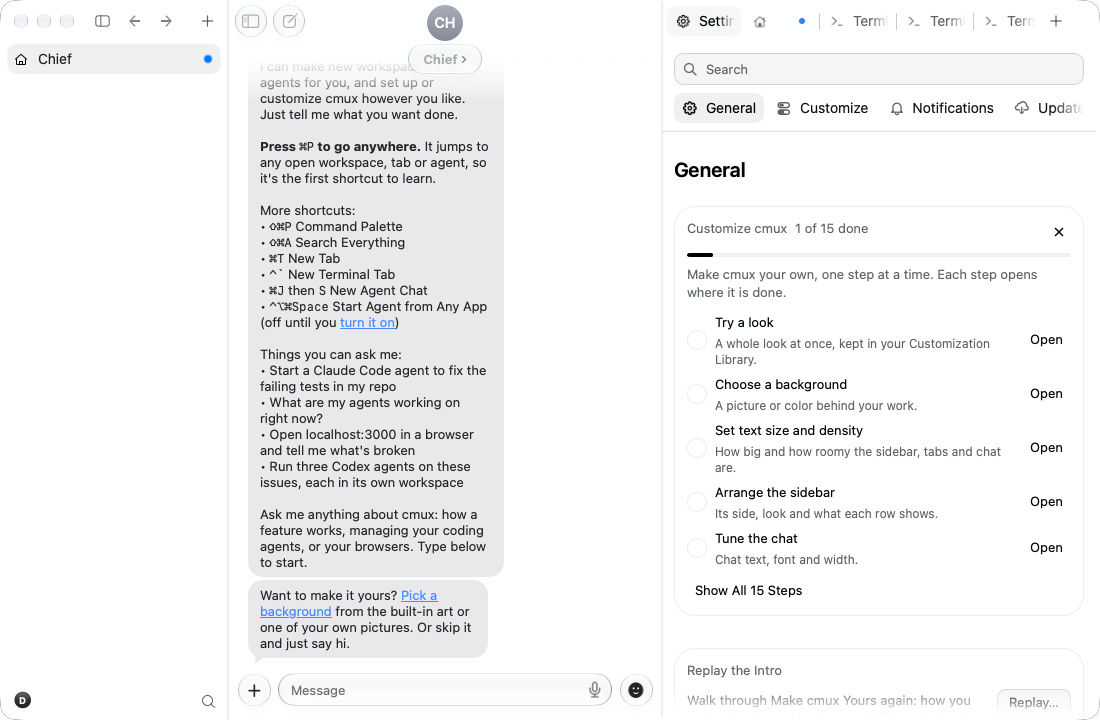 Chief
D
CH
Chief
I can make new workspac
agents for you, and set up or
customize cmux however you like.
Just tell me what you want done.
Press ⌘P to go anywhere. It jumps to
any open workspace, tab or agent, so
it's the first shortcut to learn.
More shortcuts:
• ⇧⌘P Command Palette
• ⇧⌘A Search Everything
• ⌘T New Tab
• ^` New Terminal Tab
• ⌘J then S New Agent Chat
• ^⌥⌘Space Start Agent from Any App
(off until you turn it on)
Things you can ask me:
• Start a Claude Code agent to fix the
failing tests in my repo
• What are my agents working on
right now?
• Open localhost:3000 in a browser
and tell me what's broken
• Run three Codex agents on these
issues, each in its own workspace
Ask me anything about cmux: how a
feature works, managing your coding
agents, or your browsers. Type below
to start.
Want to make it yours? Pick a
background from the built-in art or
one of your own pictures. Or skip it
and just say hi.
Message
Settin
Termi
Termi
Term
Search
General
Customize
Notifications
Update
General
Customize cmux 1 of 15 done
Make cmux your own, one step at a time. Each step opens
where it is done.
Try a look
A whole look at once, kept in your Customization
Library.
Open
Choose a background
A picture or color behind your work.
Open
Set text size and density
How big and how roomy the sidebar, tabs and chat
are.
Open
Arrange the sidebar
Its side, look and what each row shows.
Open
Tune the chat
Chat text, font and width.
Open
Show All 15 Steps
Replay the Intro
Walk through Make cmux Yours again: how you
Replay...